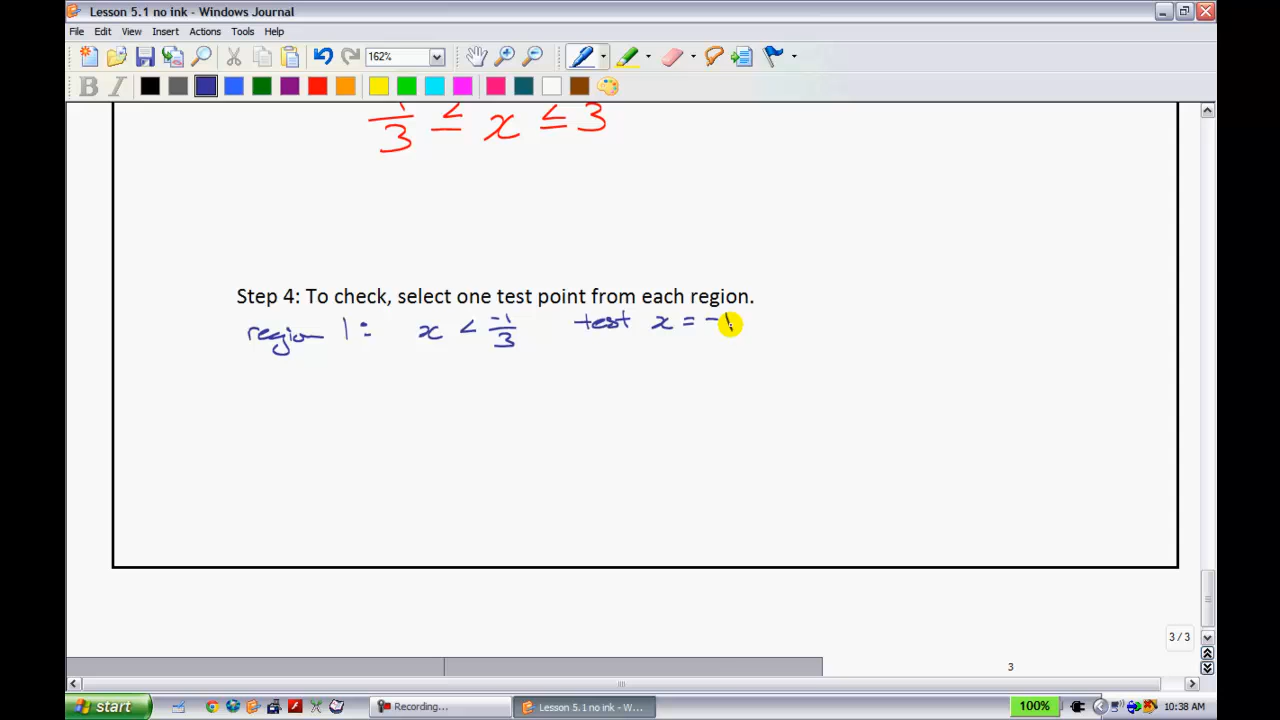 Lesson 5.1 no ink - Windows Journal
File Edit View Insert Actions Tools Help
162%
B I
1/3 ≤ x ≤ 3
Step 4: To check, select one test point from each region.
region 1: x < -1/3 test x = -1
3 / 3
3
start Recording... Lesson 5.1 no ink - W... 100% 10:38 AM